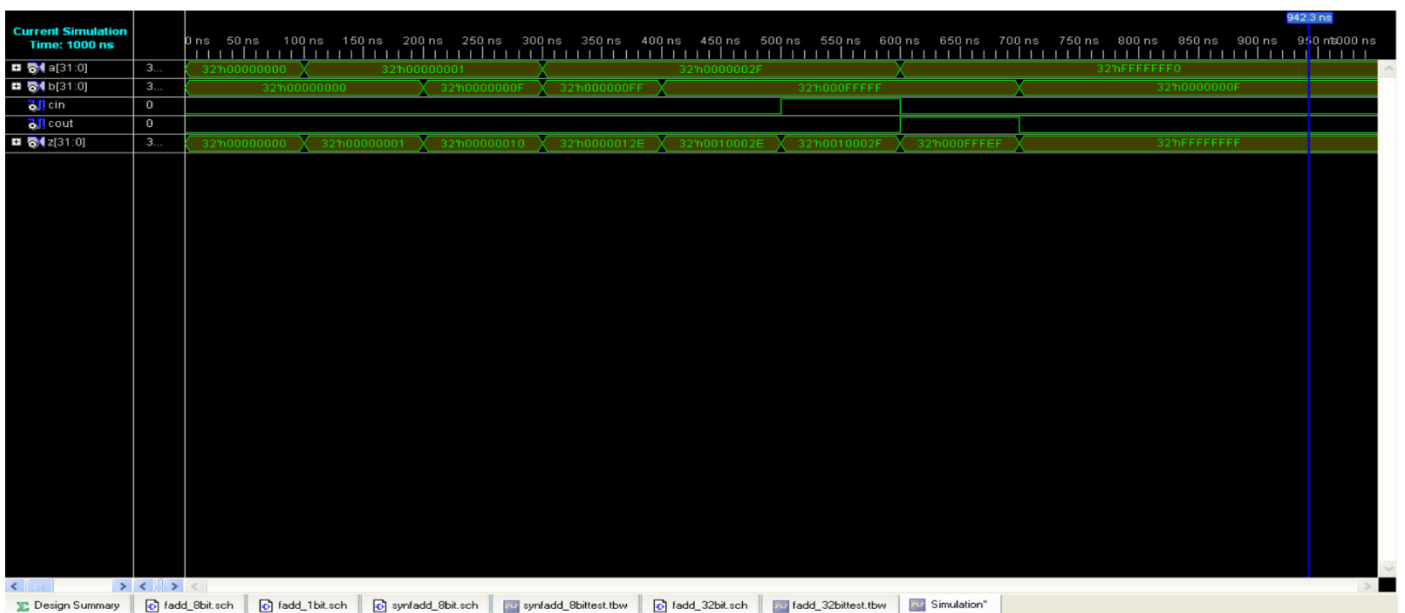 942.3 ns
Current Simulation
Time: 1000 ns
0 ns 50 ns 100 ns 150 ns 200 ns 250 ns 300 ns 350 ns 400 ns 450 ns 500 ns 550 ns 600 ns 650 ns 700 ns 750 ns 800 ns 850 ns 900 ns 950 ns 1000 ns
a[31:0] 3... 32'h00000000 32'h00000001 32'h0000002F 32'hFFFFFFF0
b[31:0] 3... 32'h00000000 32'h0000000F 32'h000000FF 32'h000FFFFF 32'h0000000F
cin 0
cout 0
z[31:0] 3... 32'h00000000 32'h00000001 32'h00000010 32'h0000012E 32'h0010002E 32'h0010002F 32'h000FFFEF 32'hFFFFFFFF
Design Summary fadd_8bit.sch fadd_1bit.sch synfadd_8bit.sch synfadd_8bittest.tbw fadd_32bit.sch fadd_32bittest.tbw Simulation*